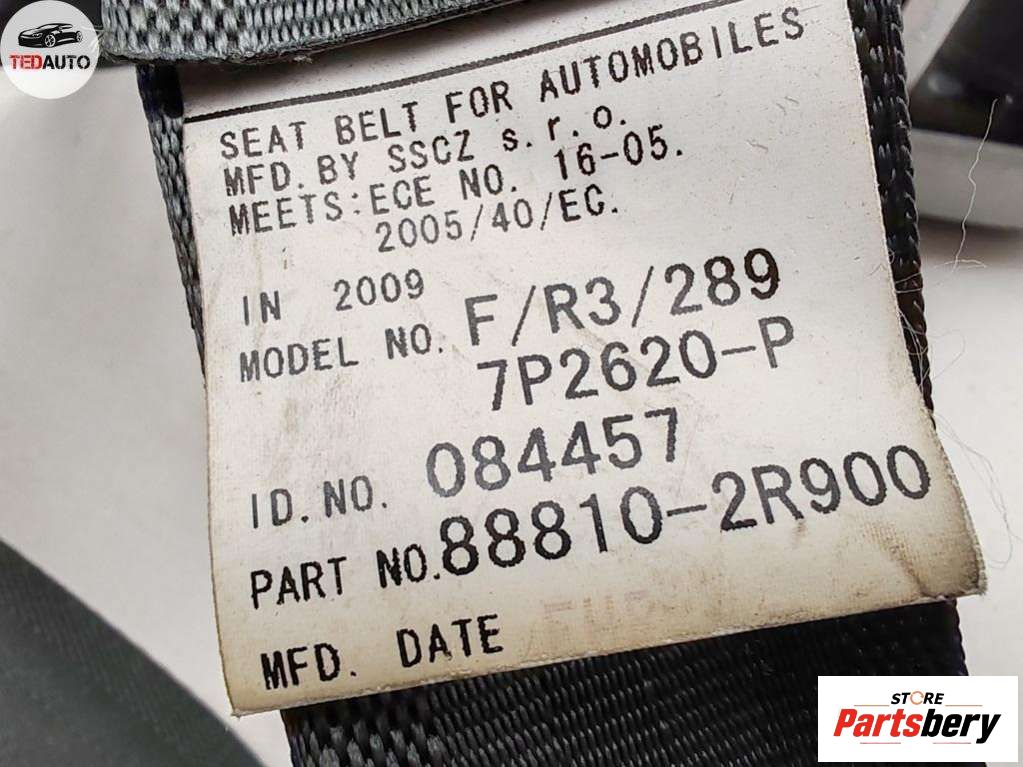 TEDAUTO
SEAT BELT FOR AUTOMOBILES
MFD. BY SSCZ s. r. o.
MEETS:ECE NO. 16-05.
2005/40/EC.
IN 2009
MODEL NO. F/R3/289
7P2620-P
ID. NO. 084457
PART NO. 88810-2R900
MFD. DATE
STORE
Partsbery